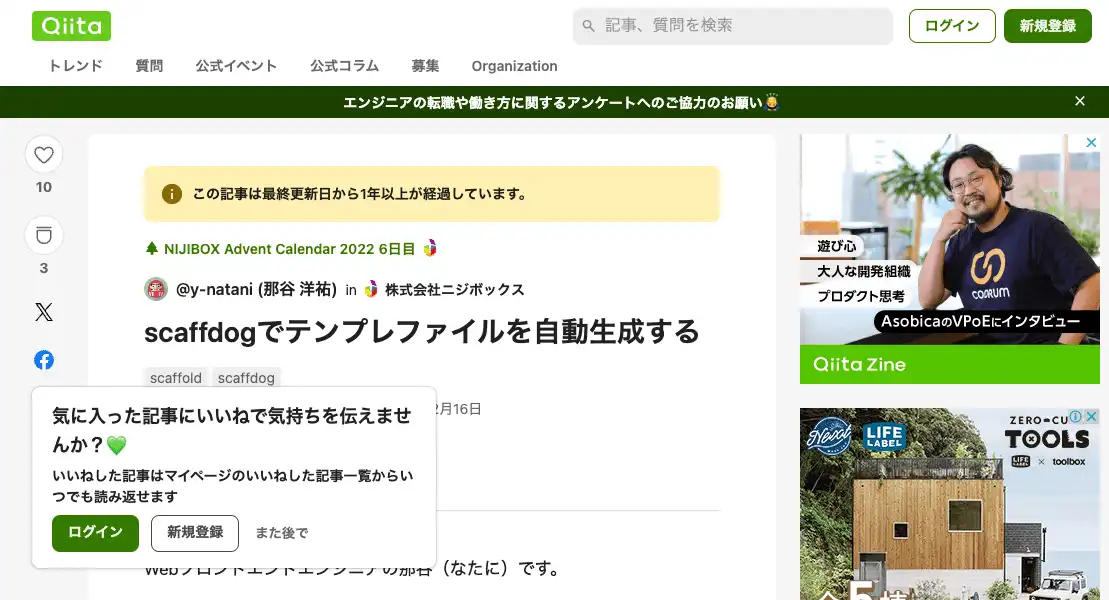 Qiita
記事、質問を検索
ログイン
新規登録
トレンド
質問
公式イベント
公式コラム
募集
Organization
エンジニアの転職や働き方に関するアンケートへのご協力のお願い
10
3
この記事は最終更新日から1年以上が経過しています。
NIJIBOX Advent Calendar 2022 6日目
@y-natani (那谷 洋祐) in 株式会社ニジボックス
scaffdogでテンプレファイルを自動生成する
scaffold scaffdog
2月16日
気に入った記事にいいねで気持ちを伝えませ
んか？
いいねした記事はマイページのいいねした記事一覧からい
つでも読み返せます
ログイン
新規登録
また後で
Webフロントエンドエンジニアの那谷（なたに）です。
遊び心
大人な開発組織
プロダクト思考
COORUM
AsobicaのVPoEにインタビュー
Qiita Zine
Nexat
LIFE
LABEL
ZERO-CU
TOOLS
LIFE
LABEL
×
toolbox